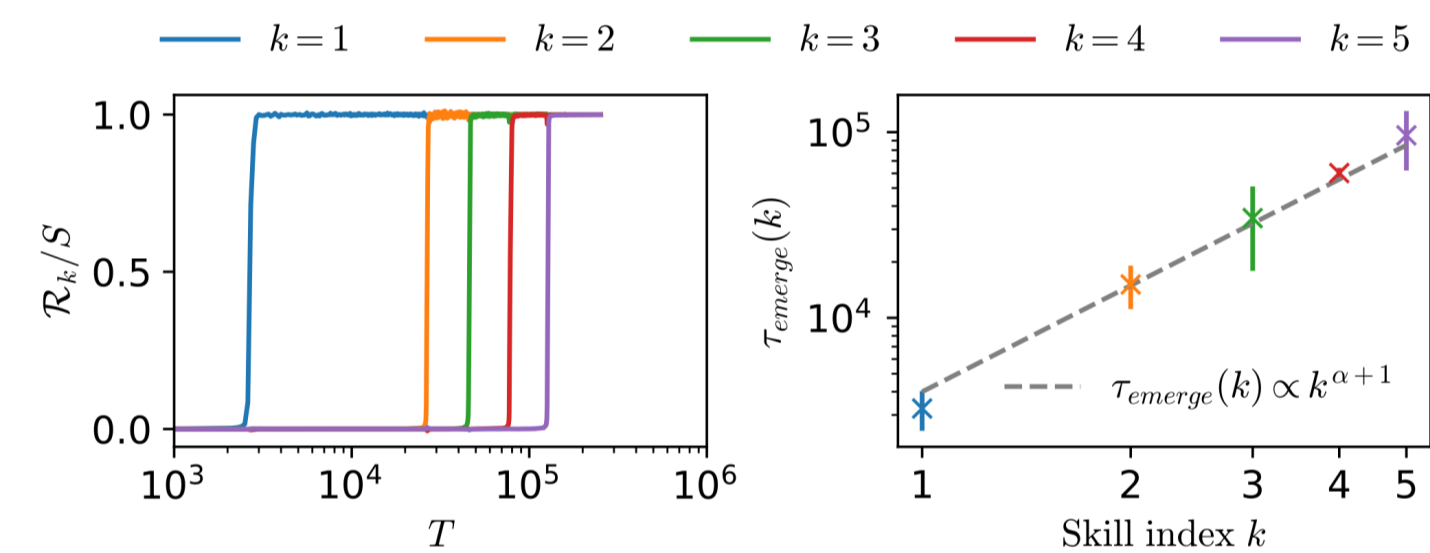 k = 1 k = 2 k = 3 k = 4 k = 5
1.0
0.5
0.0
ℛ_k/S
10^3 10^4 10^5 10^6
T
10^5
10^4
τ_emerge(k)
τ_emerge(k) ∝ k^{α+1}
1 2 3 4 5
Skill index k